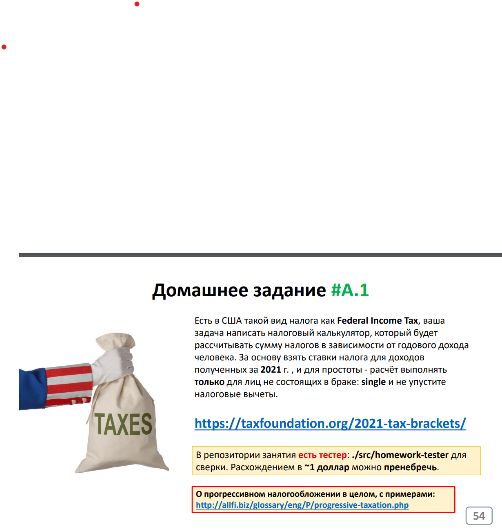 Домашнее задание #A.1
Есть в США такой вид налога как Federal Income Tax, ваша
задача написать налоговый калькулятор, который будет
рассчитывать сумму налогов в зависимости от годового дохода
человека. За основу взять ставки налога для доходов
полученных за 2021 г. , и для простоты - расчёт выполнять
только для лиц не состоящих в браке: single и не упустите
налоговые вычеты.
TAXES
https://taxfoundation.org/2021-tax-brackets/
В репозитории занятия есть тестер: ./src/homework-tester для
сверки. Расхождением в ~1 доллар можно пренебречь.
О прогрессивном налогообложении в целом, с примерами:
http://allfi.biz/glossary/eng/P/progressive-taxation.php
54